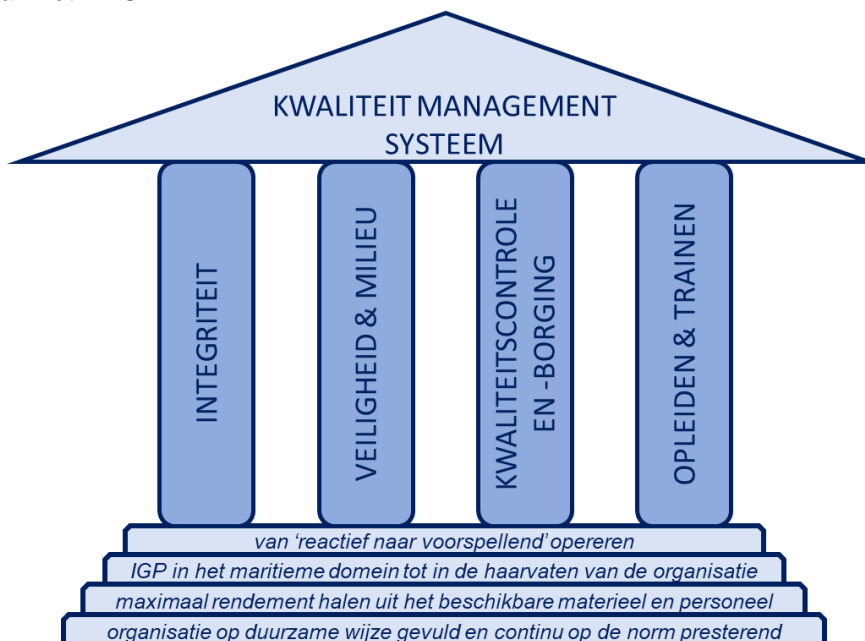 KWALITEIT MANAGEMENT
SYSTEEM
INTEGRITEIT
VEILIGHEID & MILIEU
KWALITEITSCONTROLE
EN -BORGING
OPLEIDEN & TRAINEN
van ‘reactief naar voorspellend’ opereren
IGP in het maritieme domein tot in de haarvaten van de organisatie
maximaal rendement halen uit het beschikbare materieel en personeel
organisatie op duurzame wijze gevuld en continu op de norm presterend